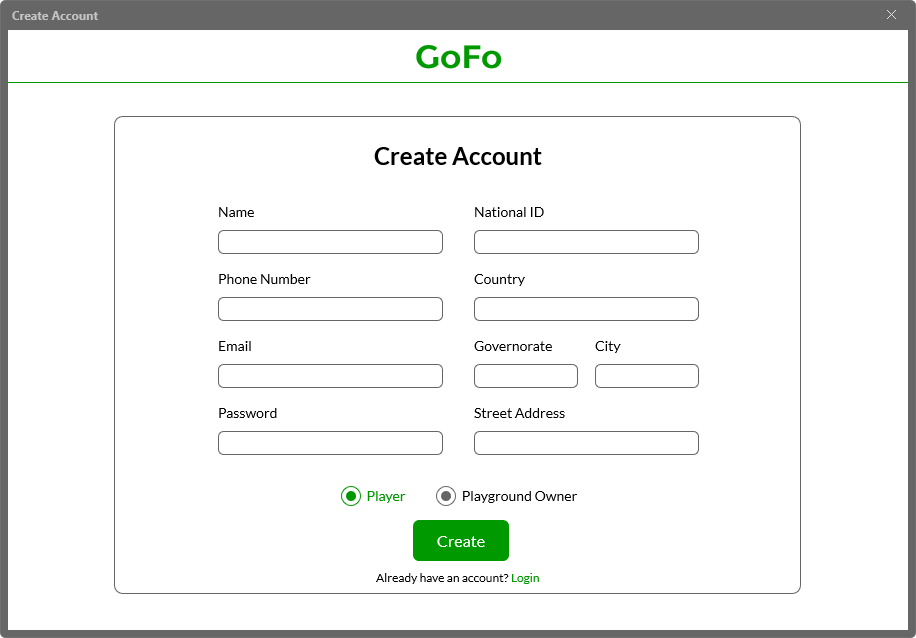 Create Account
GoFo
Create Account
Name National ID
Phone Number Country
Email Governorate City
Password Street Address
Player Playground Owner
Create
Already have an account? Login